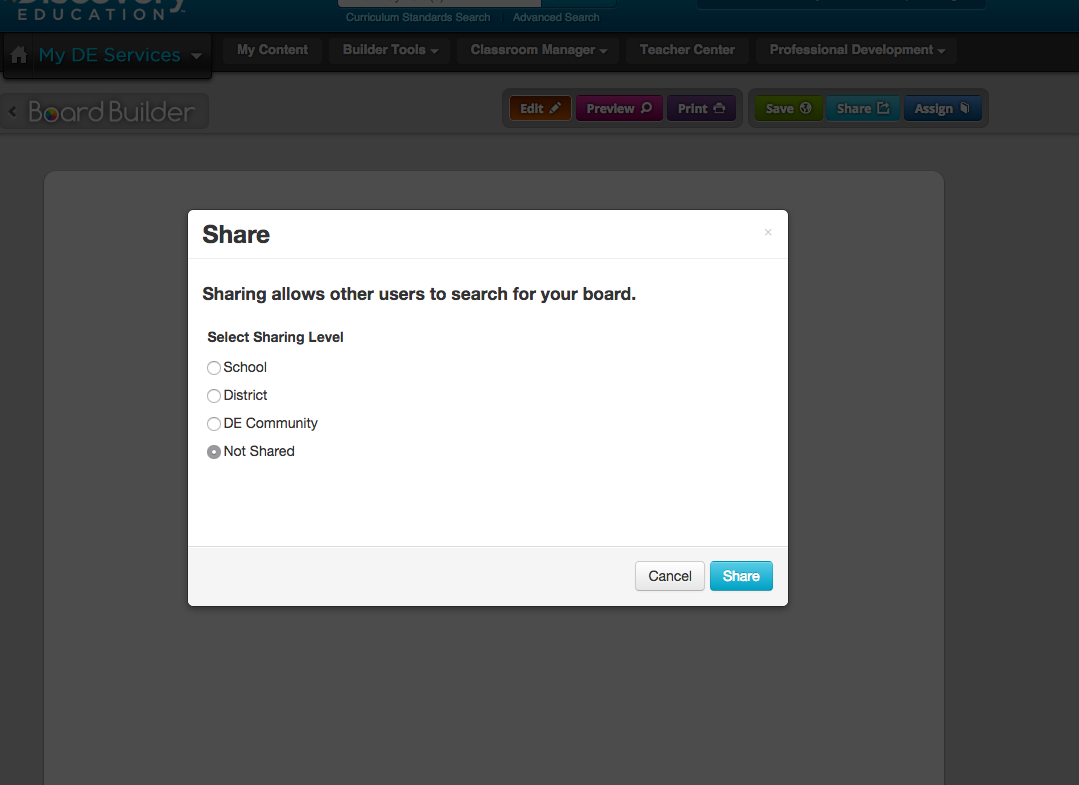 Discovery
EDUCATION
Curriculum Standards Search Advanced Search
My DE Services My Content Builder Tools Classroom Manager Teacher Center Professional Development
Board Builder Edit Preview Print Save Share Assign
Share ×
Sharing allows other users to search for your board.
Select Sharing Level
School
District
DE Community
Not Shared
Cancel Share